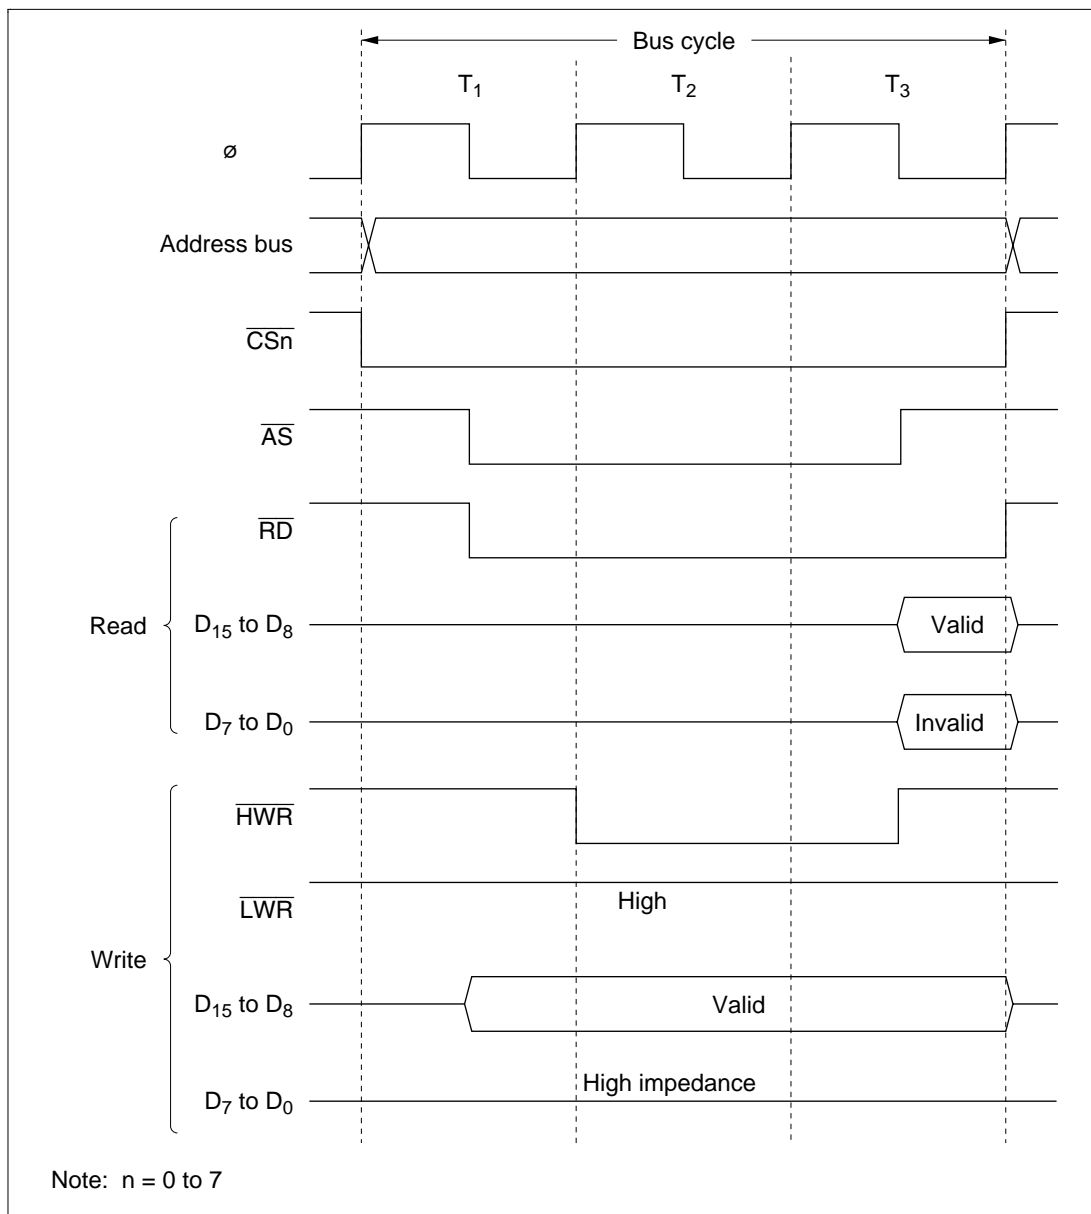 Bus cycle
T1 T2 T3
ø
Address bus
CSn
AS
RD
Read
D15 to D8 Valid
D7 to D0 Invalid
HWR
LWR High
Write
D15 to D8 Valid
High impedance
D7 to D0
Note: n = 0 to 7